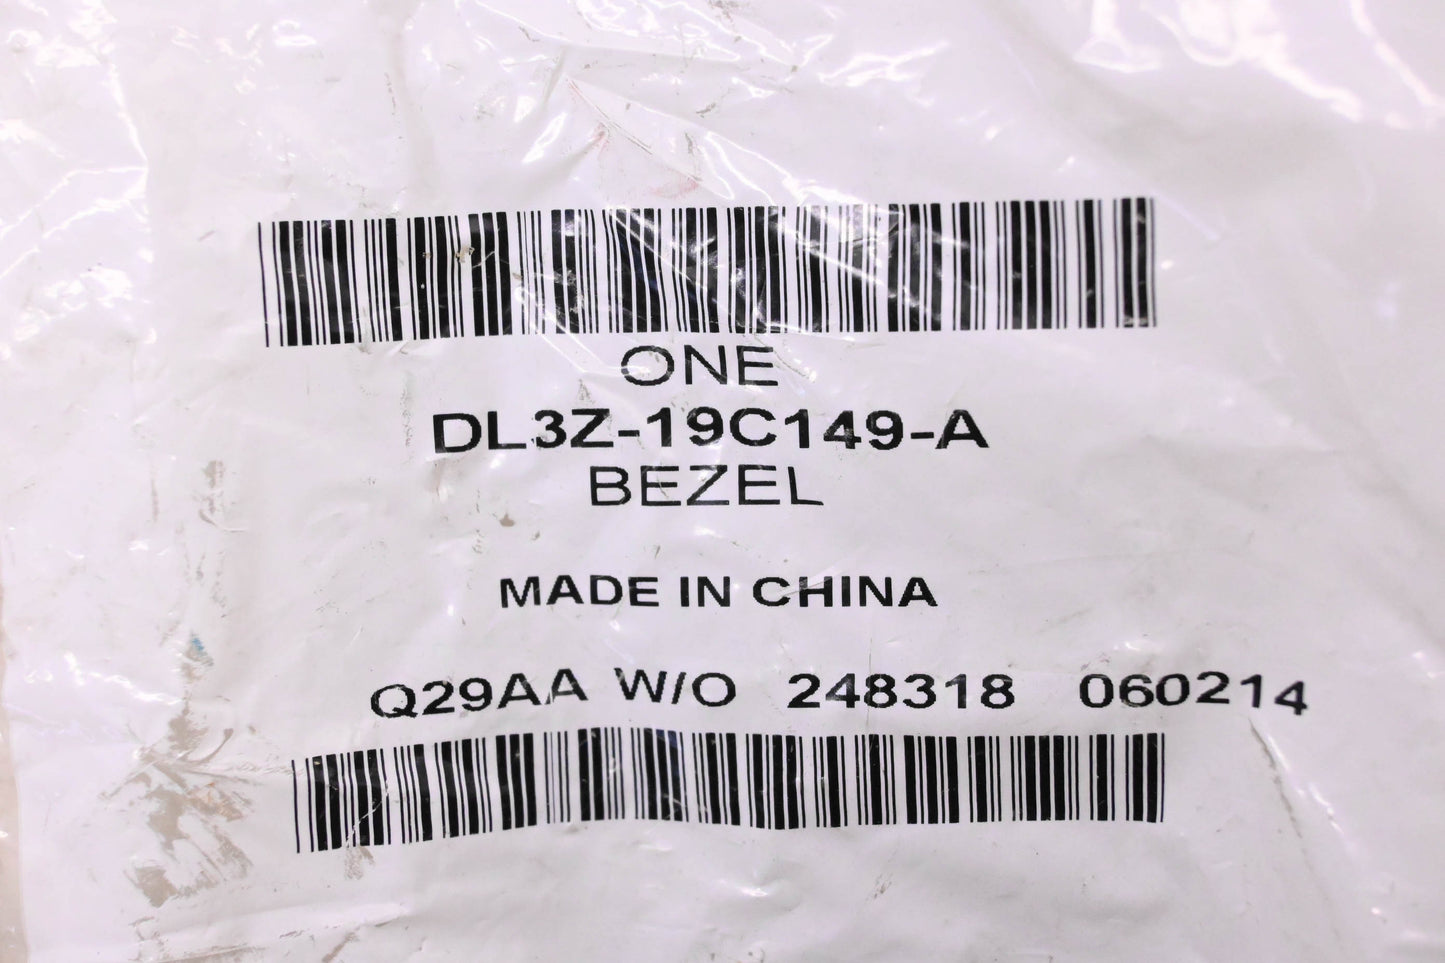 ONE
DL3Z-19C149-A
BEZEL
MADE IN CHINA
Q29AA W/O 248318 060214